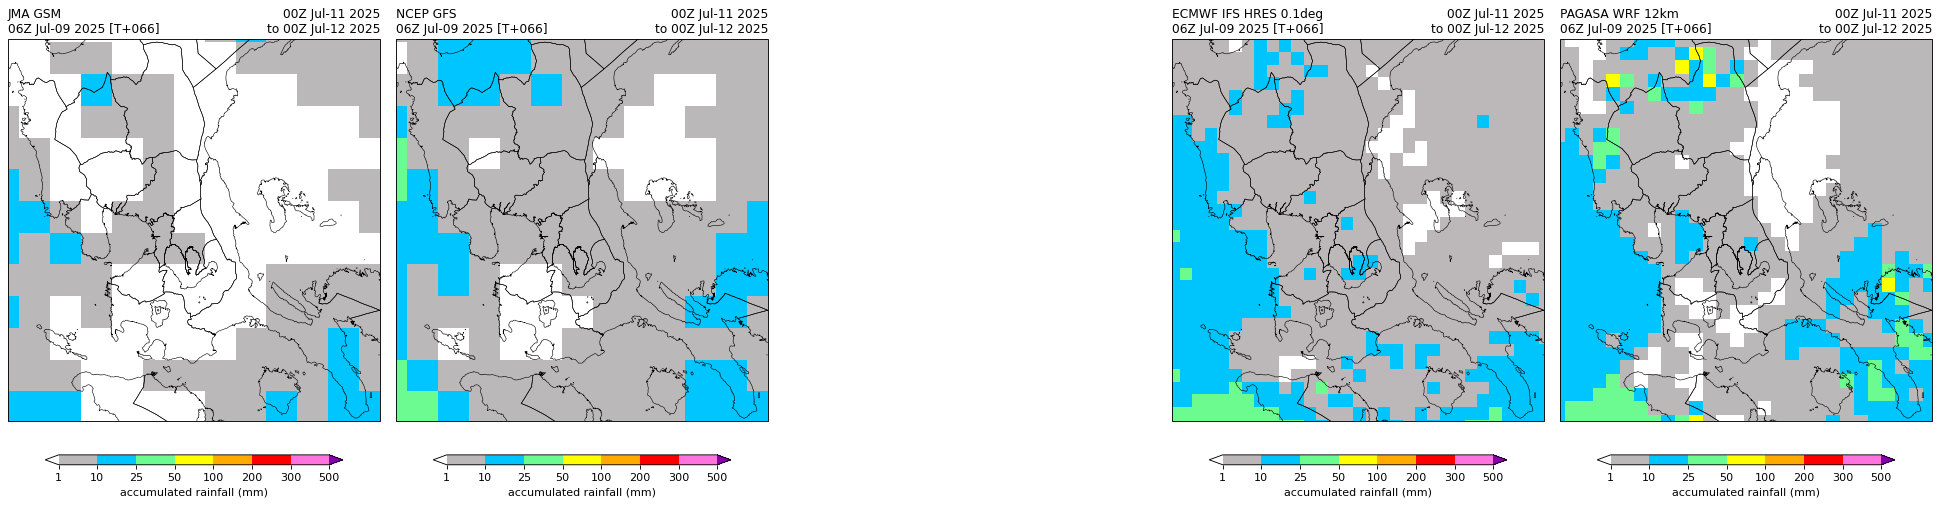 JMA GSM 00Z Jul-11 2025
06Z Jul-09 2025 [T+066] to 00Z Jul-12 2025
NCEP GFS 00Z Jul-11 2025
06Z Jul-09 2025 [T+066] to 00Z Jul-12 2025
ECMWF IFS HRES 0.1deg 00Z Jul-11 2025
06Z Jul-09 2025 [T+066] to 00Z Jul-12 2025
PAGASA WRF 12km 00Z Jul-11 2025
06Z Jul-09 2025 [T+066] to 00Z Jul-12 2025
1 10 25 50 100 200 300 500
accumulated rainfall (mm)
1 10 25 50 100 200 300 500
accumulated rainfall (mm)
1 10 25 50 100 200 300 500
accumulated rainfall (mm)
1 10 25 50 100 200 300 500
accumulated rainfall (mm)